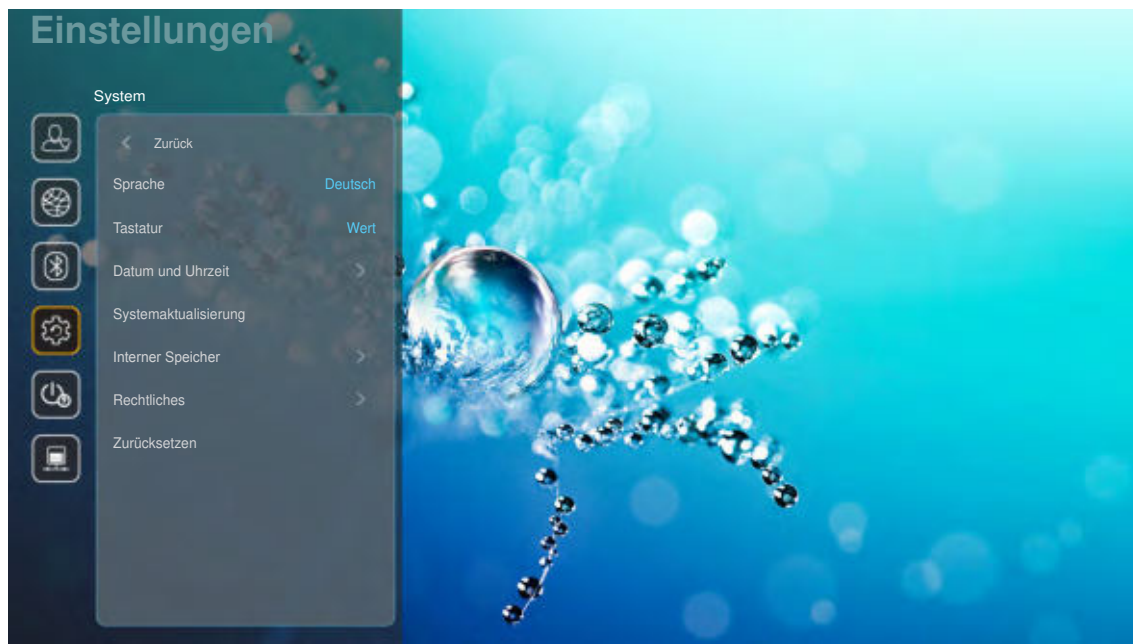 Einstellungen
System
Zurück
Sprache Deutsch
Tastatur Wert
Datum und Uhrzeit
Systemaktualisierung
Interner Speicher
Rechtliches
Zurücksetzen